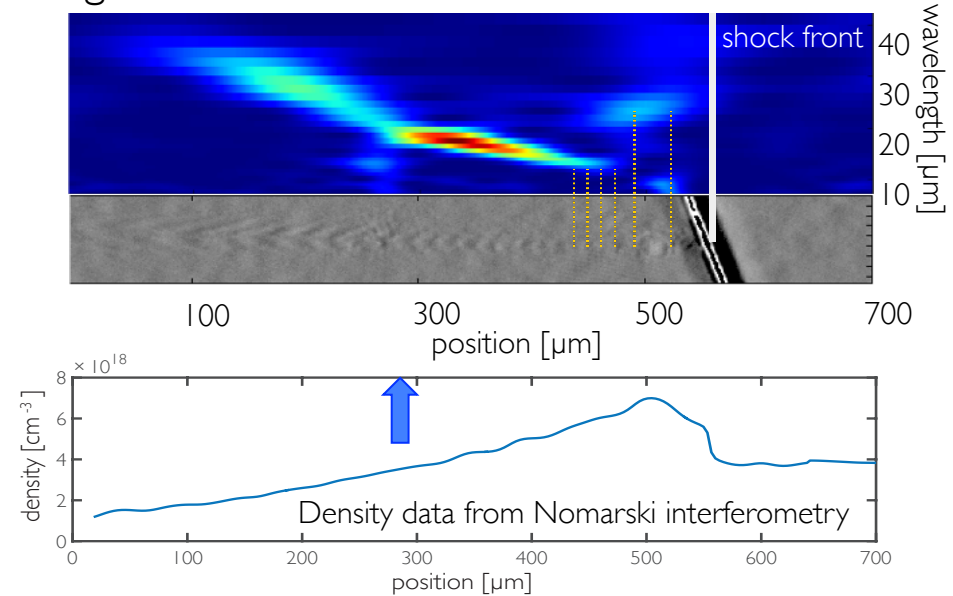 shock front
40
30
20
10
wavelength [µm]
100 300 500 700
position [µm]
× 10^18
8
6
4
2
0
density [cm^-3]
Density data from Nomarski interferometry
0 100 200 300 400 500 600 700
position [µm]